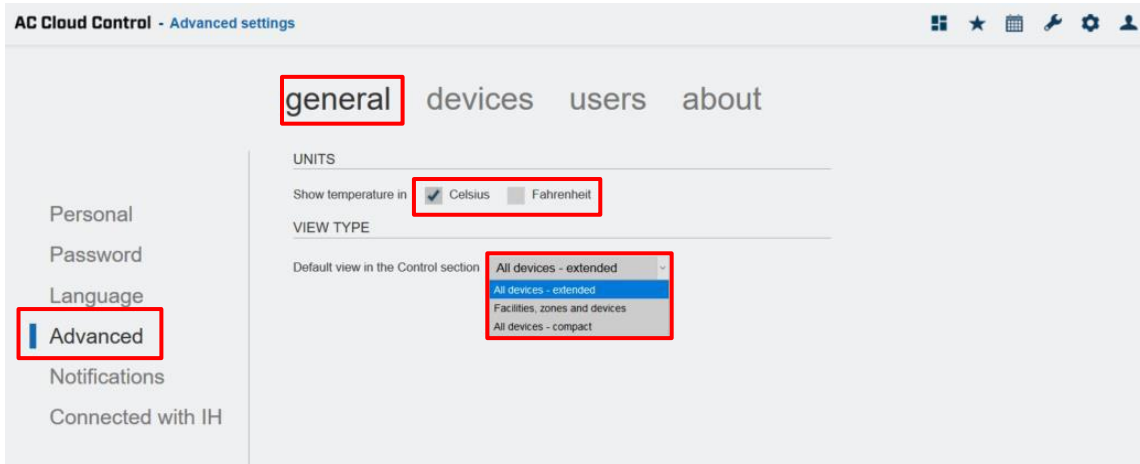 AC Cloud Control - Advanced settings
general devices users about
UNITS
Show temperature in Celsius Fahrenheit
VIEW TYPE
Default view in the Control section All devices - extended
All devices - extended
Facilities, zones and devices
All devices - compact
Personal
Password
Language
Advanced
Notifications
Connected with IH